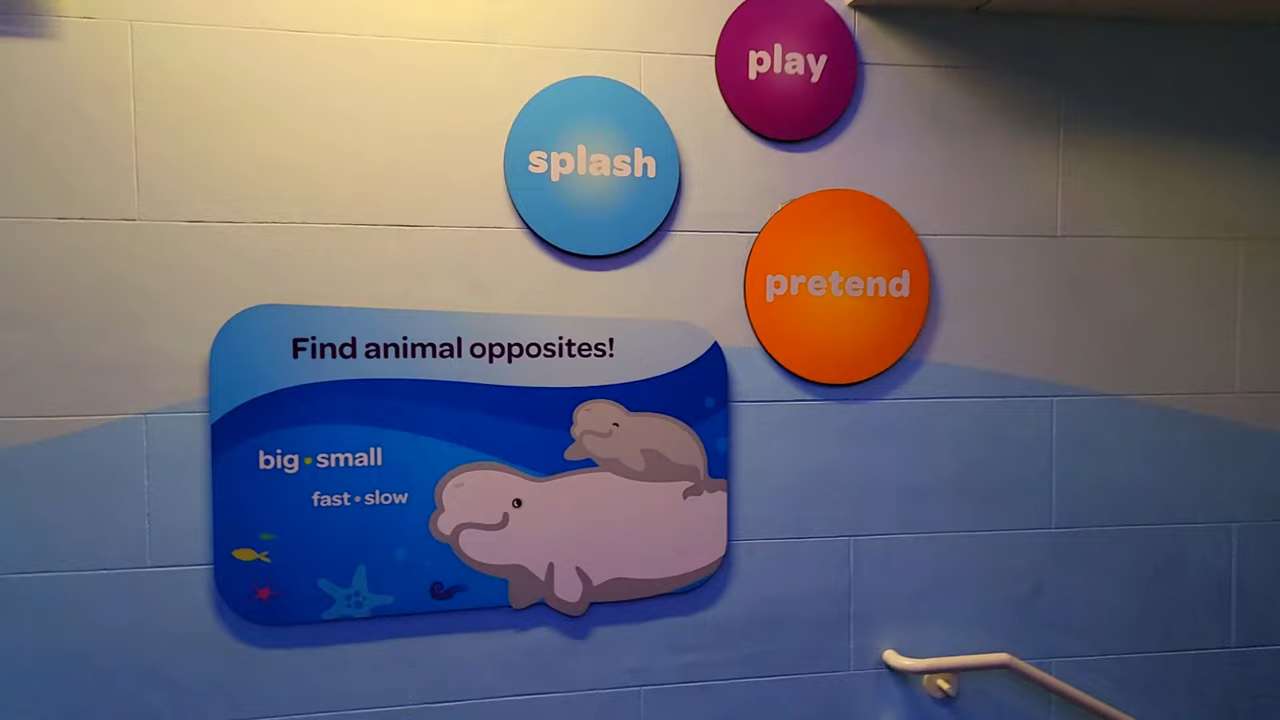 play
splash
pretend
Find animal opposites!
big•small
fast•slow